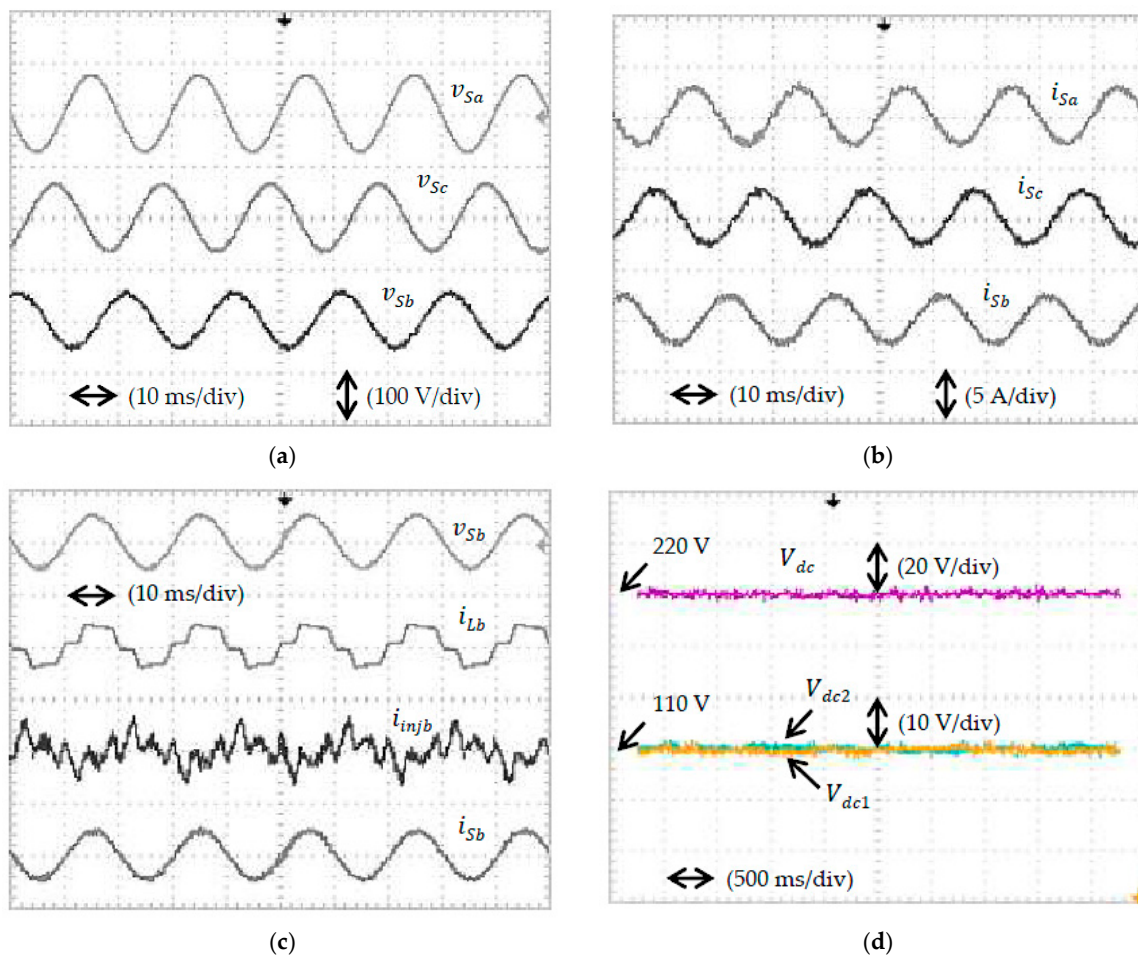 v_Sa
v_Sc
v_Sb
(10 ms/div)
(100 V/div)
(a)
i_Sa
i_Sc
i_Sb
(10 ms/div)
(5 A/div)
(b)
v_Sb
(10 ms/div)
i_Lb
i_injb
i_Sb
(c)
220 V
V_dc
(20 V/div)
110 V
V_dc2
(10 V/div)
V_dc1
(500 ms/div)
(d)